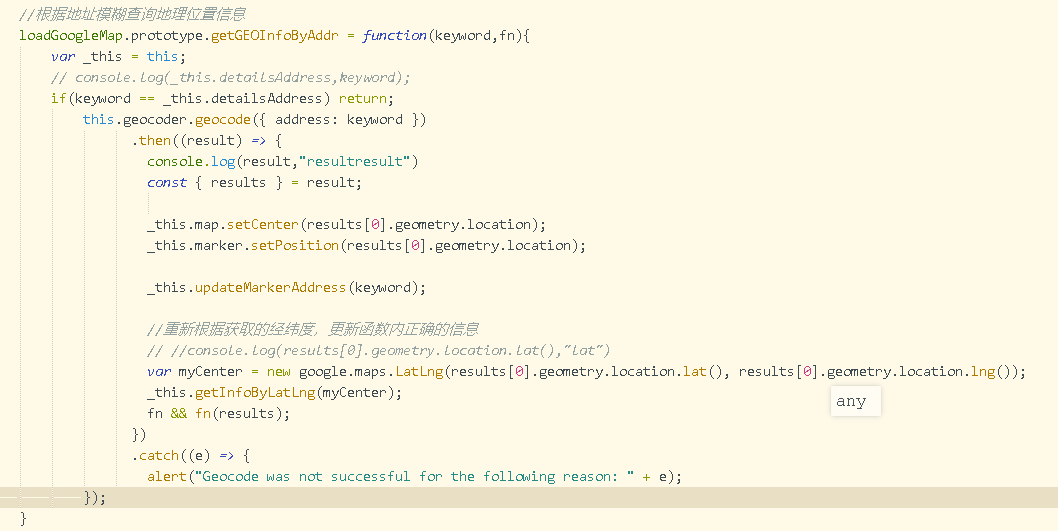 //根据地址模糊查询地理位置信息
loadGoogleMap.prototype.getGEOInfoByAddr = function(keyword,fn){
var _this = this;
// console.log(_this.detailsAddress,keyword);
if(keyword == _this.detailsAddress) return;
this.geocoder.geocode({ address: keyword })
.then((result) => {
console.log(result,"resultresult")
const { results } = result;
_this.map.setCenter(results[0].geometry.location);
_this.marker.setPosition(results[0].geometry.location);
_this.updateMarkerAddress(keyword);
//重新根据获取的经纬度，更新函数内正确的信息
// //console.log(results[0].geometry.location.lat(),"lat")
var myCenter = new google.maps.LatLng(results[0].geometry.location.lat(), results[0].geometry.location.lng());
_this.getInfoByLatLng(myCenter);
any
fn && fn(results);
})
.catch((e) => {
alert("Geocode was not successful for the following reason: " + e);
});
}